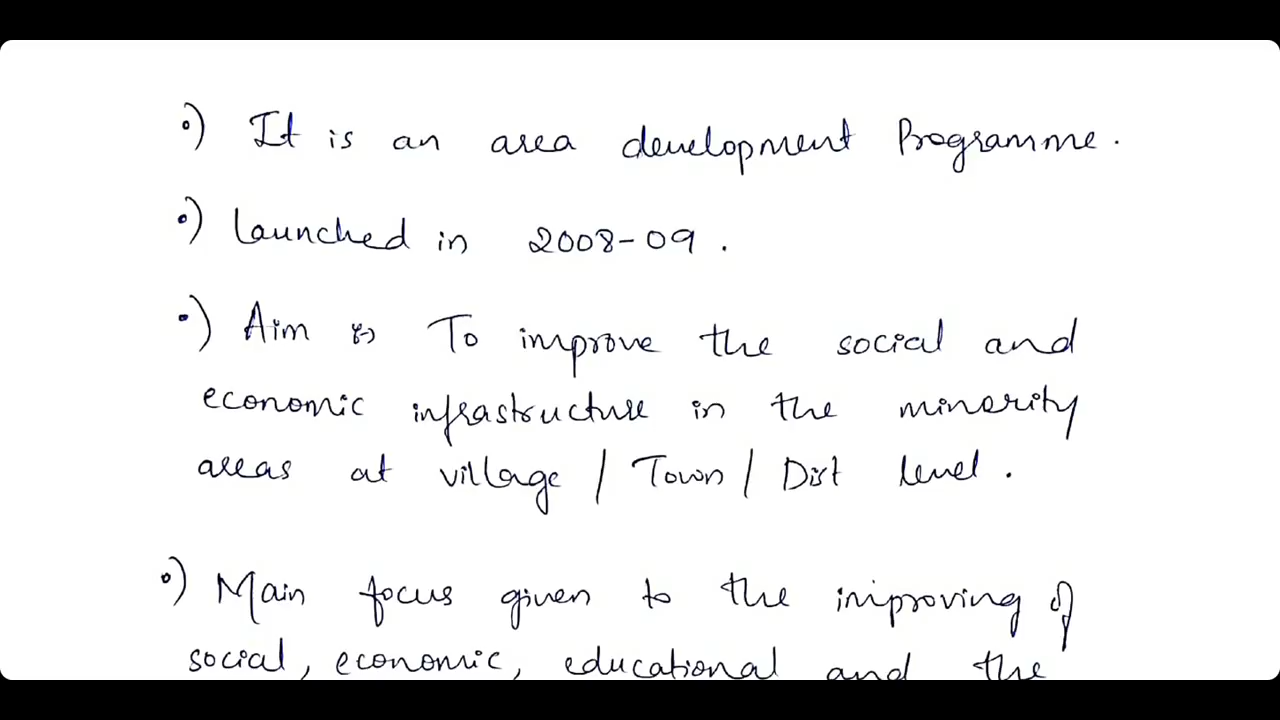 •) It is an area development Programme.
•) Launched in 2008-09.
•) Aim is To improve the social and
economic infrastructure in the minority
areas at village / Town / Dist level.
•) Main focus given to the improving of
social, economic, educational and the